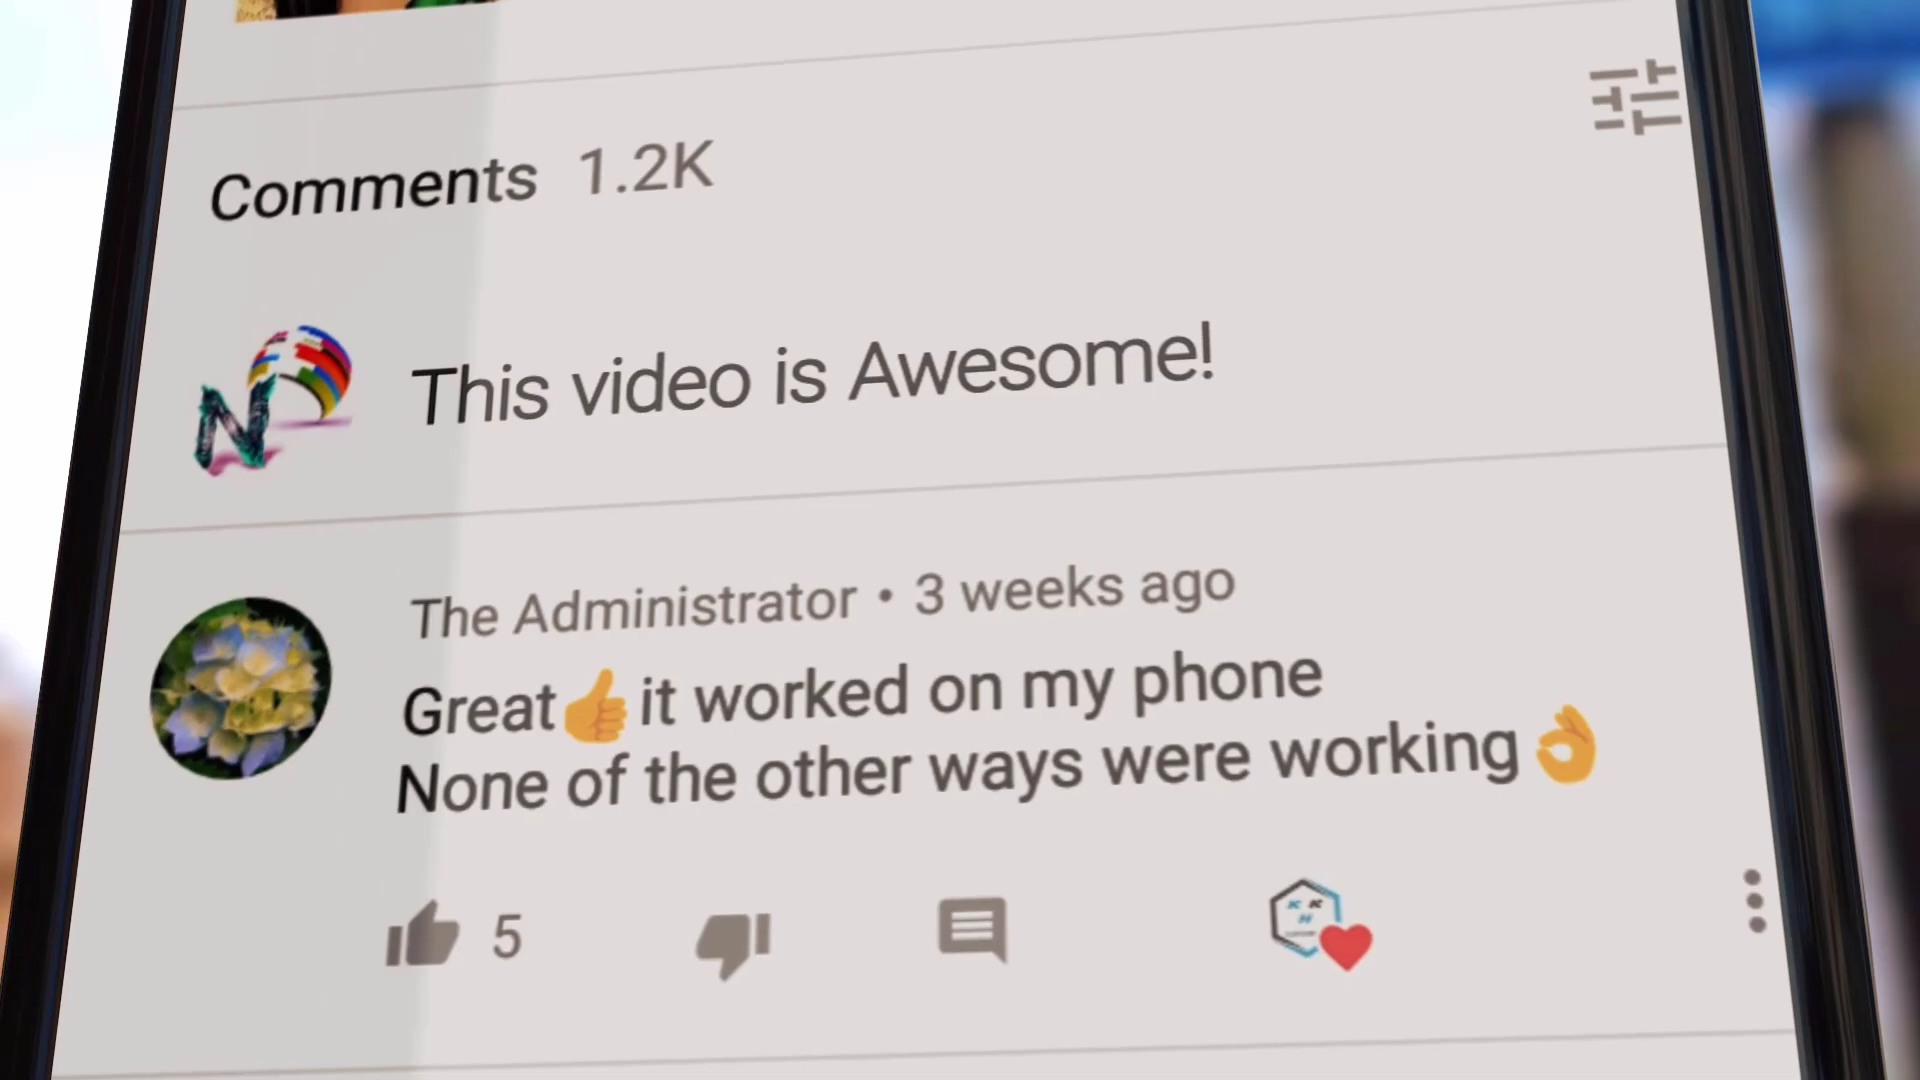 Comments 1.2K
This video is Awesome!
The Administrator • 3 weeks ago
Great👍it worked on my phone
None of the other ways were working👌
5